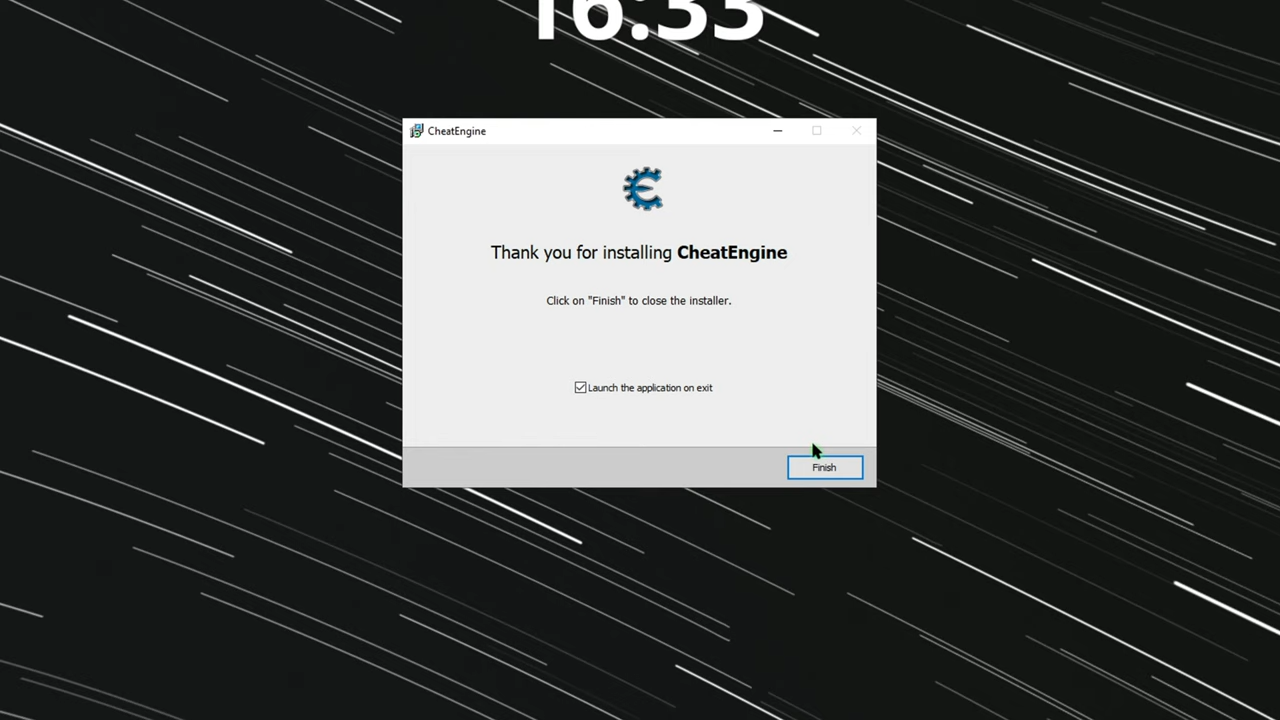 16:33
CheatEngine
Thank you for installing CheatEngine
Click on "Finish" to close the installer.
Launch the application on exit
Finish